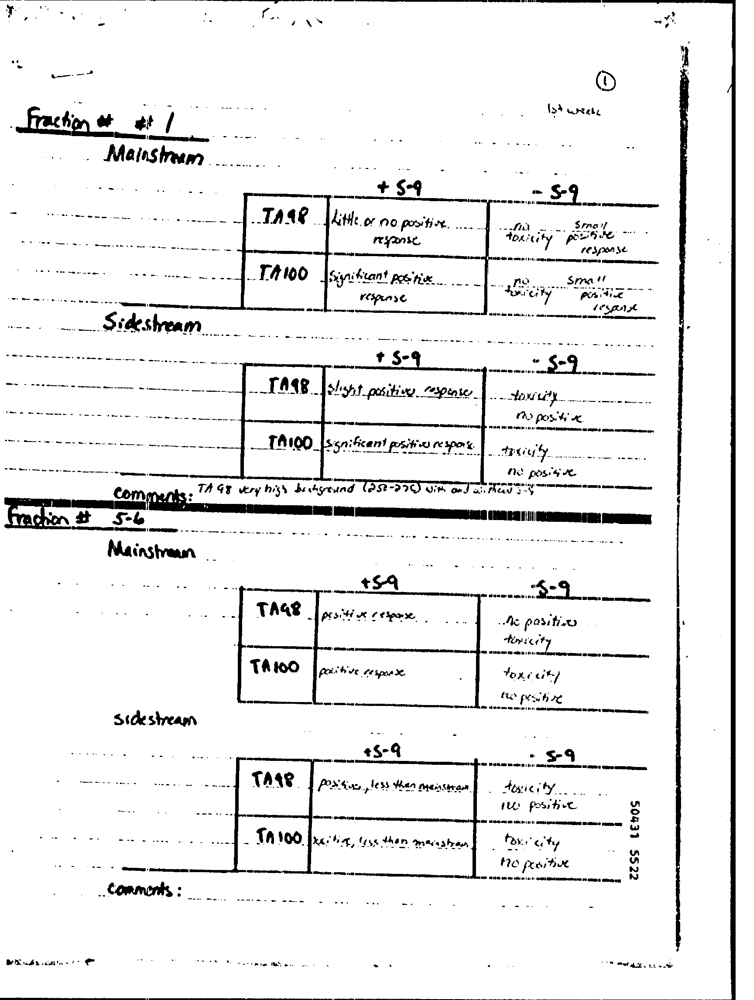 ①
1st weeks
Fraction # #1
Mainstream
+ S-9 - S-9
TA98 Little or no positive response no toxicity small positive response
TA100 Significant positive response no toxicity small positive response
Sidestream
+ S-9 - S-9
TA98 slight positive response toxicity no positive
TA100 significant positive response toxicity no positive
comments: TA 98 very high background with and without S-9
fraction # 5-6
Mainstream
+S-9 -S-9
TA98 positive response no positive toxicity
TA100 positive response toxicity no positive
sidestream
+S-9 - S-9
TA98 positive, less than mainstream toxicity no positive
TA100 positive, less than mainstream toxicity no positive
comments:
50431 5522